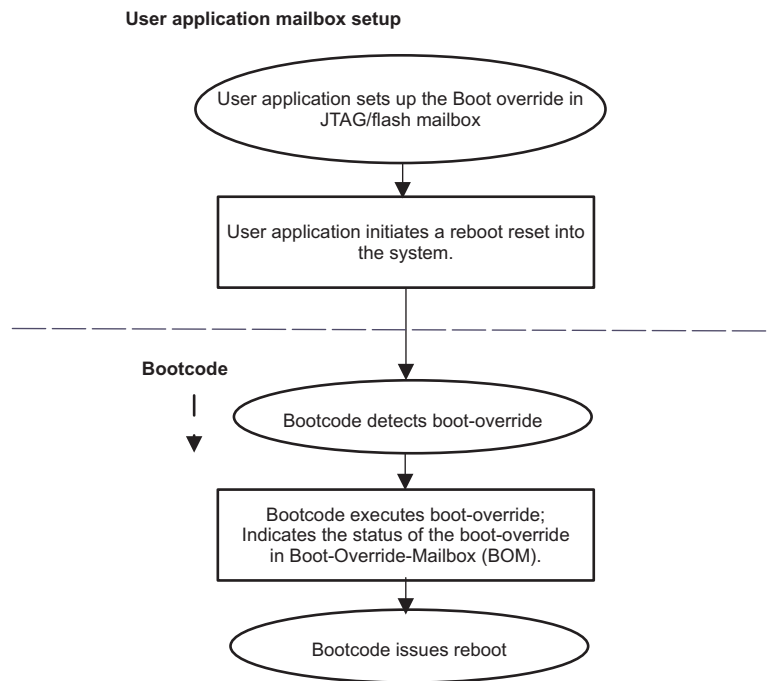 User application mailbox setup
User application sets up the Boot override in
JTAG/flash mailbox
User application initiates a reboot reset into
the system.
Bootcode
Bootcode detects boot-override
Bootcode executes boot-override;
Indicates the status of the boot-override
in Boot-Override-Mailbox (BOM).
Bootcode issues reboot